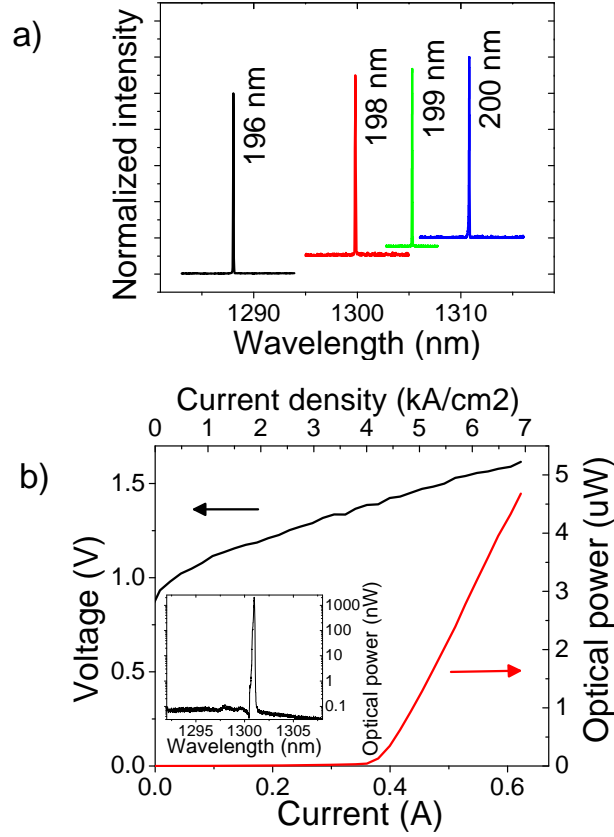 a)
Normalized intensity
196 nm
198 nm
199 nm
200 nm
1290 1300 1310
Wavelength (nm)
b)
Current density (kA/cm2)
0 1 2 3 4 5 6 7
Voltage (V)
1.5
1.0
0.5
0.0
5
4
3
2
1
0
Optical power (uW)
1000
100
10
1
0.1
Optical power (nW)
1295 1300 1305
Wavelength (nm)
0.0 0.2 0.4 0.6
Current (A)